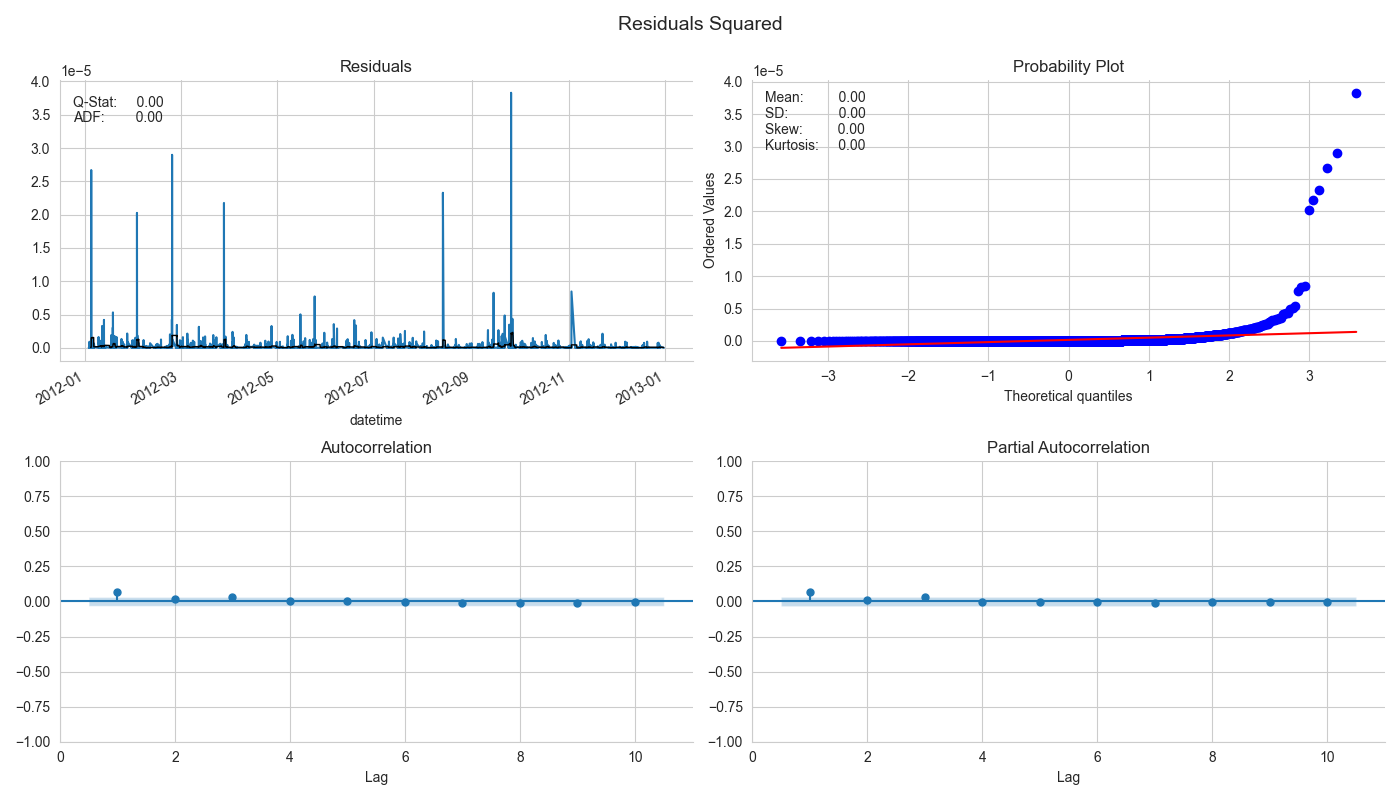 Residuals Squared
Residuals
1e−5
4.0
3.5
3.0
2.5
2.0
1.5
1.0
0.5
0.0
Q-Stat: 0.00
ADF: 0.00
2012-01
2012-03
2012-05
2012-07
2012-09
2012-11
2013-01
datetime
Probability Plot
1e−5
4.0
3.5
3.0
2.5
2.0
1.5
1.0
0.5
0.0
Ordered Values
Mean: 0.00
SD: 0.00
Skew: 0.00
Kurtosis: 0.00
−3 −2 −1 0 1 2 3
Theoretical quantiles
Autocorrelation
1.00
0.75
0.50
0.25
0.00
−0.25
−0.50
−0.75
−1.00
0 2 4 6 8 10
Lag
Partial Autocorrelation
1.00
0.75
0.50
0.25
0.00
−0.25
−0.50
−0.75
−1.00
0 2 4 6 8 10
Lag